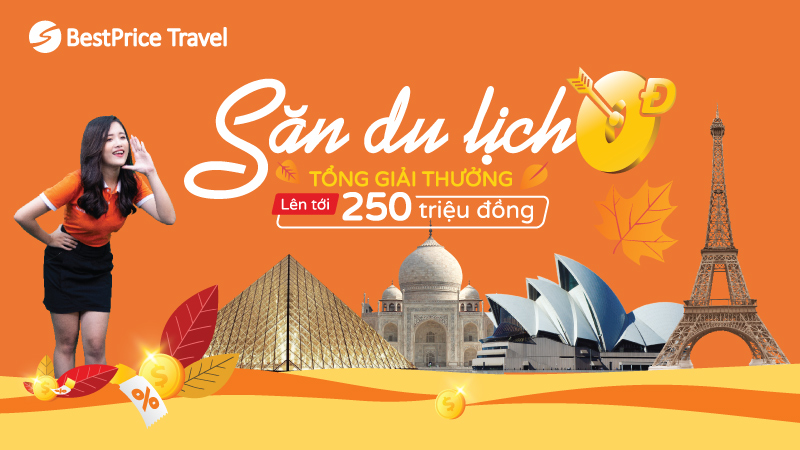 BestPrice Travel
Săn du lịch 0Đ
TỔNG GIẢI THƯỞNG
Lên tới 250 triệu đồng
%
$
$
$